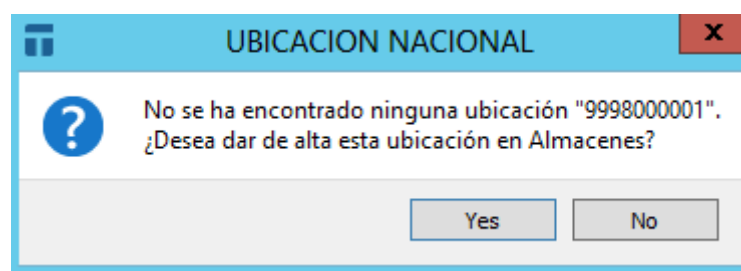 UBICACION NACIONAL
x
No se ha encontrado ninguna ubicación "9998000001".
¿Desea dar de alta esta ubicación en Almacenes?
Yes
No